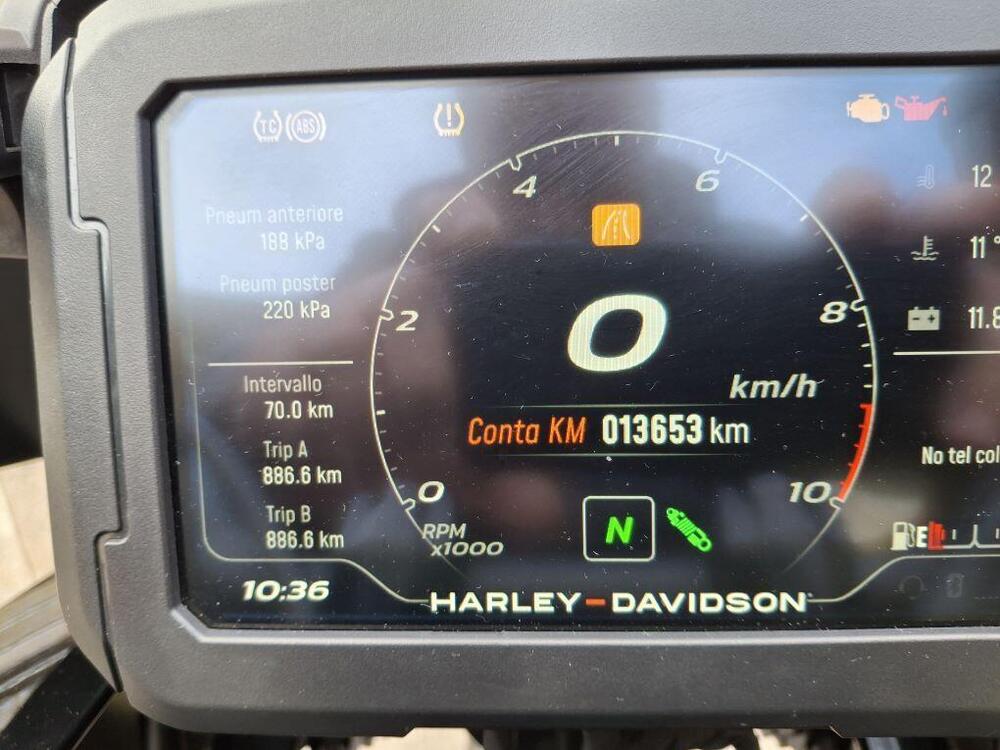 TC ABS
Pneum anteriore
188 kPa
Pneum poster
220 kPa
Intervallo
70.0 km
Trip A
886.6 km
Trip B
886.6 km
10:36
0
2
4
6
8
10
RPM
x1000
0
km/h
Conta KM 013653 km
N
HARLEY-DAVIDSON
12
11 °
11.8
No tel col
E